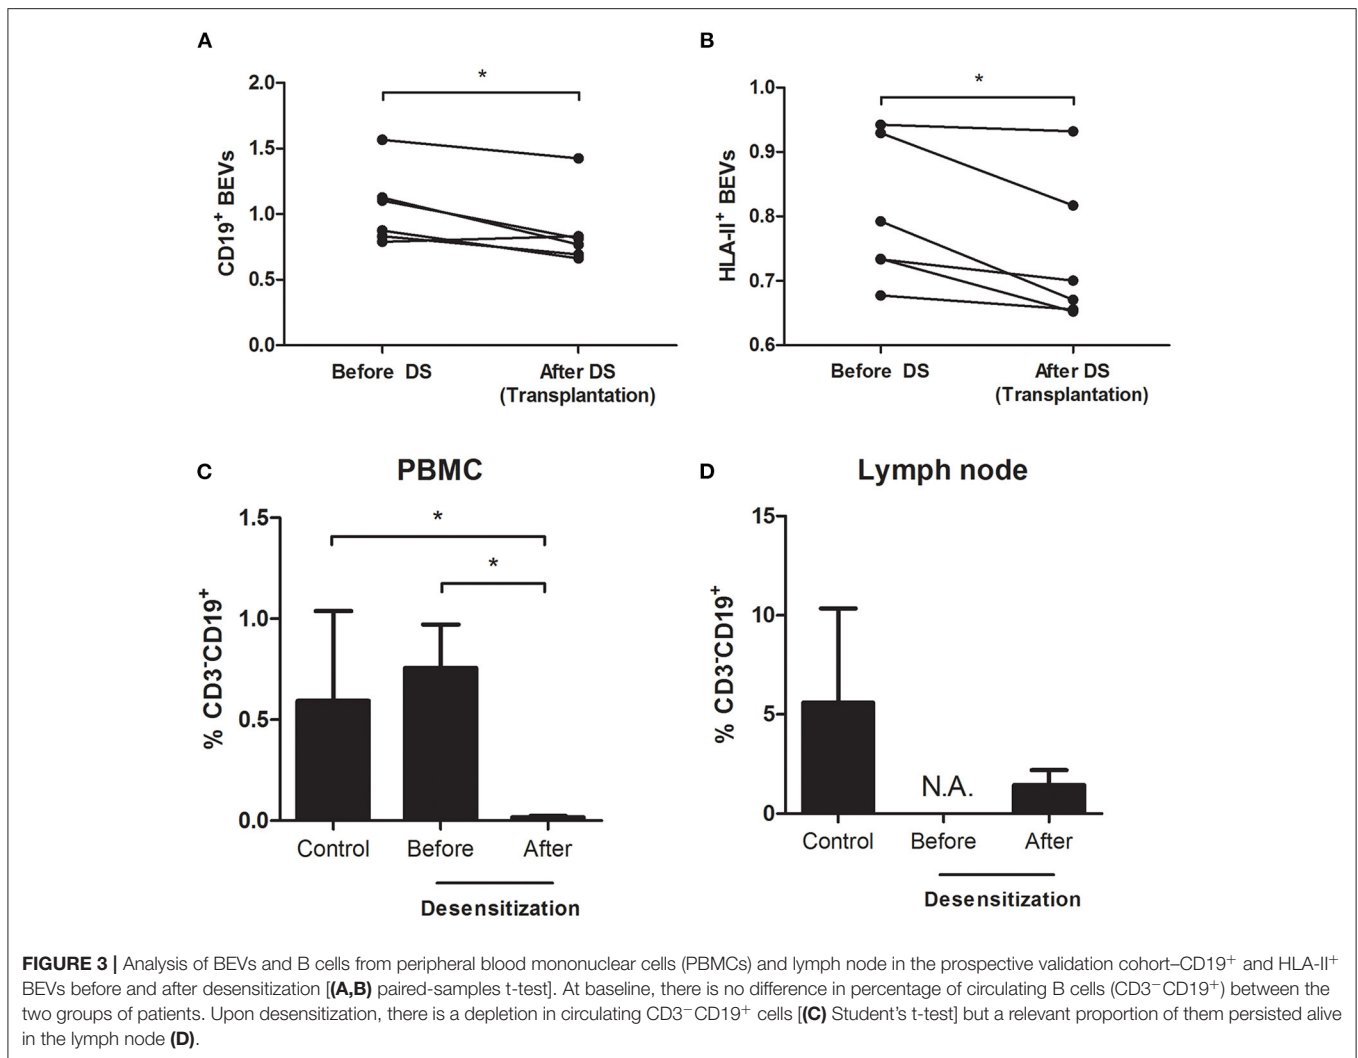 A
*
2.0
1.5
1.0
0.5
0.0
CD19+ BEVs
Before DS
After DS
(Transplantation)
B
*
1.0
0.9
0.8
0.7
0.6
HLA-II+ BEVs
Before DS
After DS
(Transplantation)
C
PBMC
*
*
1.5
1.0
0.5
0.0
% CD3-CD19+
Control
Before
After
Desensitization
D
Lymph node
15
10
5
0
% CD3-CD19+
N.A.
Control
Before
After
Desensitization
FIGURE 3 | Analysis of BEVs and B cells from peripheral blood mononuclear cells (PBMCs) and lymph node in the prospective validation cohort–CD19+ and HLA-II+
BEVs before and after desensitization [(A,B) paired-samples t-test]. At baseline, there is no difference in percentage of circulating B cells (CD3−CD19+) between the
two groups of patients. Upon desensitization, there is a depletion in circulating CD3−CD19+ cells [(C) Student's t-test] but a relevant proportion of them persisted alive
in the lymph node (D).